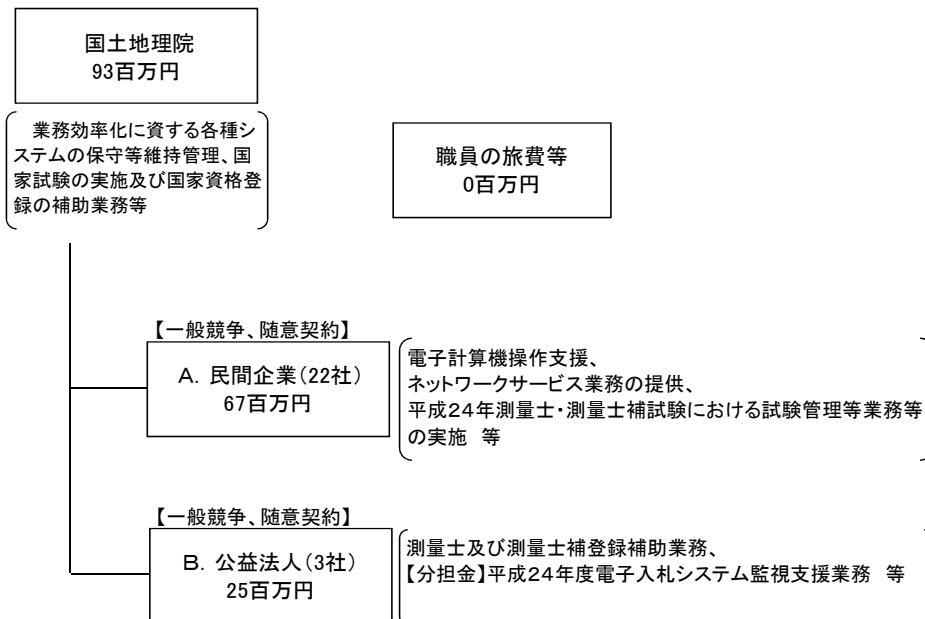 国土地理院
93百万円
業務効率化に資する各種シ
ステムの保守等維持管理、国
家試験の実施及び国家資格登
録の補助業務等
職員の旅費等
0百万円
【一般競争、随意契約】
A. 民間企業(22社)
67百万円
電子計算機操作支援、
ネットワークサービス業務の提供、
平成24年測量士・測量士補試験における試験管理等業務等
の実施 等
【一般競争、随意契約】
B. 公益法人(3社)
25百万円
測量士及び測量士補登録補助業務、
【分担金】平成24年度電子入札システム監視支援業務 等